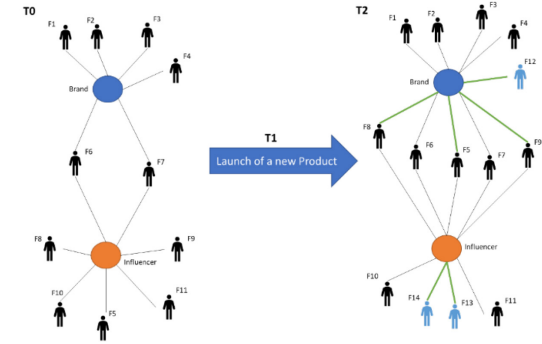 T0
F1
F2
F3
F4
Brand
F6
F7
F8
F9
Influencer
F10
F5
F11
T1
Launch of a new Product
T2
F1
F2
F3
F4
F12
Brand
F8
F6
F5
F7
F9
Influencer
F10
F14
F13
F11